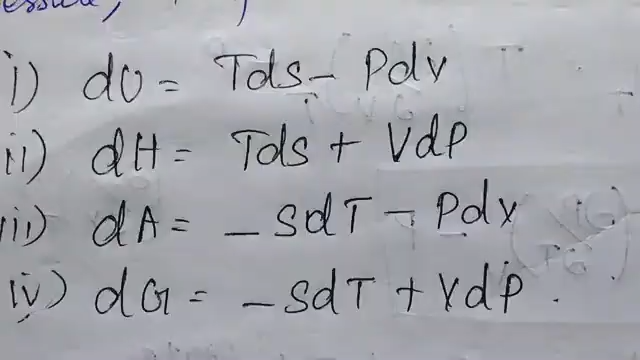 i) dU = Tds - Pdv
ii) dH = Tds + VdP
iii) dA = - SdT - Pdv
iv) dG = - SdT + VdP .